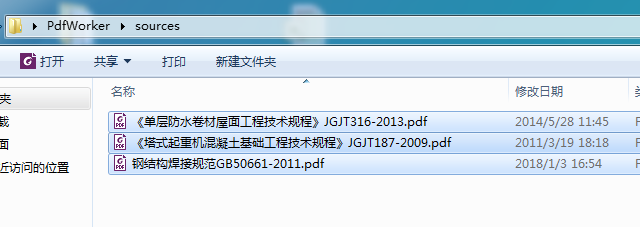 PdfWorker ▸ sources
打开 共享 打印 新建文件夹
夹 名称 修改日期
《单层防水卷材屋面工程技术规程》JGJT316-2013.pdf 2014/5/28 11:45
载
《塔式起重机混凝土基础工程技术规程》JGJT187-2009.pdf 2011/3/19 18:18
面
钢结构焊接规范GB50661-2011.pdf 2018/1/3 16:54
近访问的位置